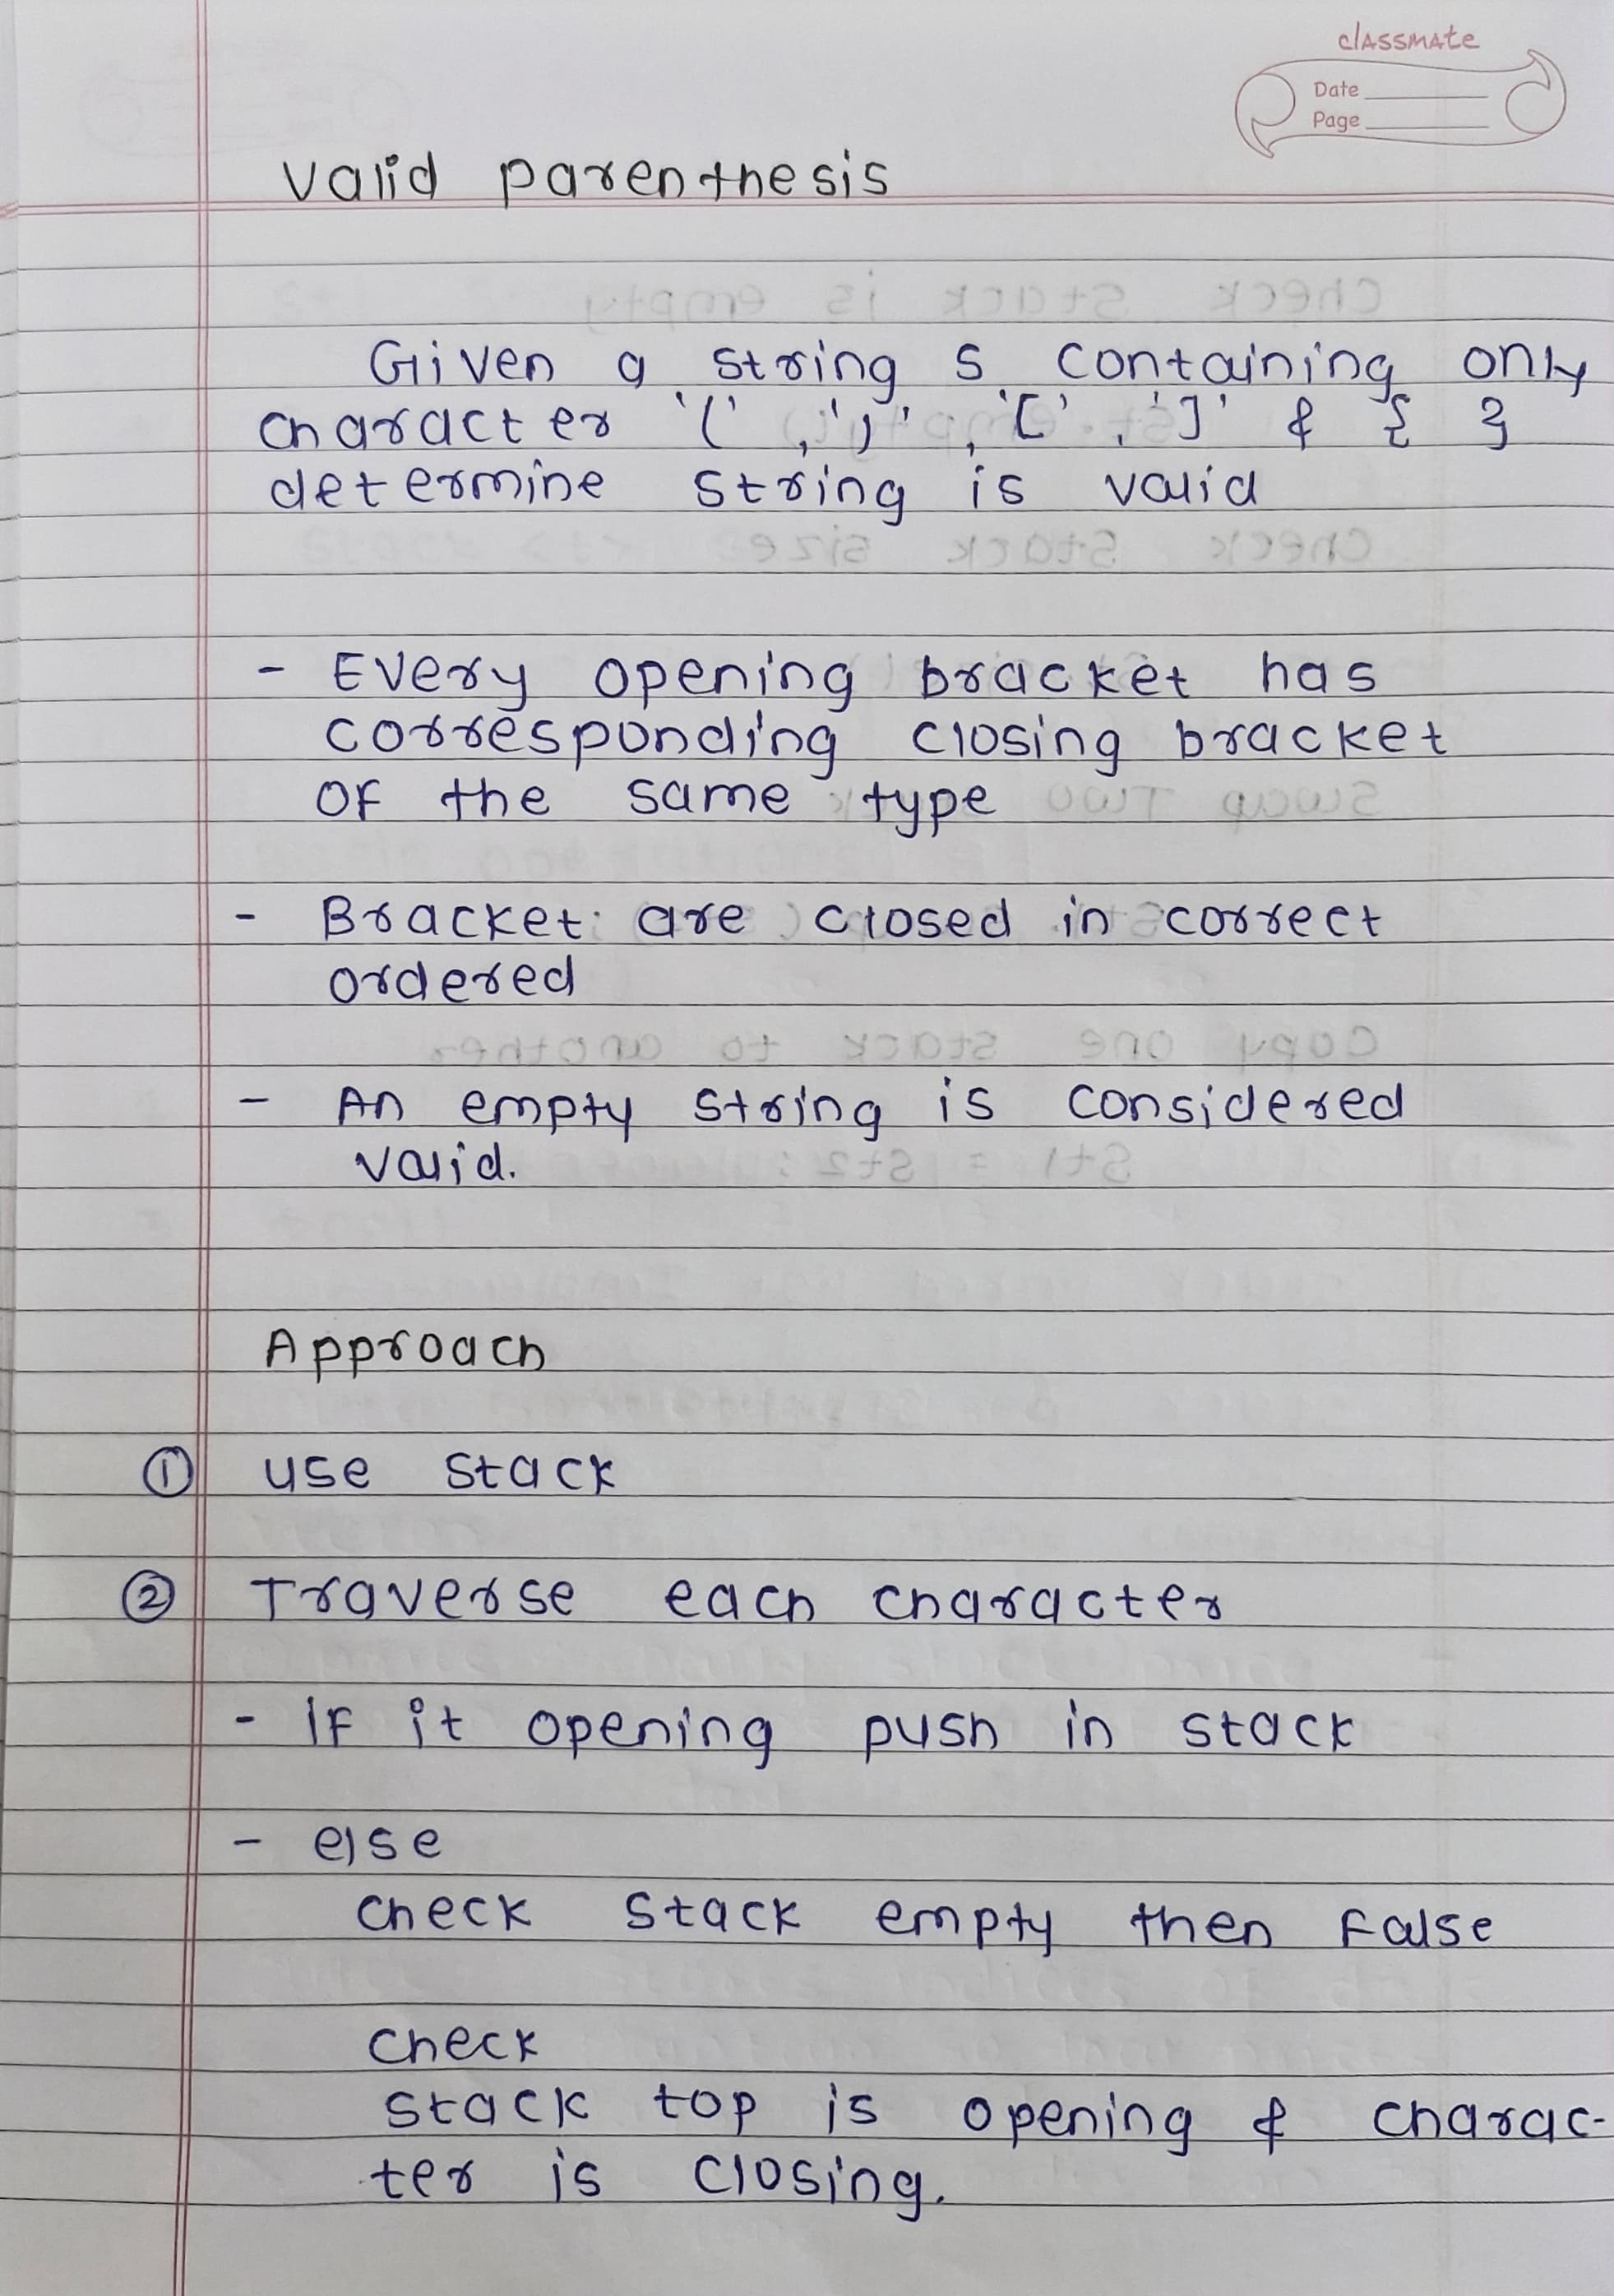 classmate
Date
Page
Valid parenthesis
Given a string s containing only
character '(' , ')' , '[' , ']' & { }
determine string is valid
- Every opening bracket has
corresponding closing bracket
of the same type
- Bracket are closed in correct
ordered
- An empty string is considered
valid.
Approach
① use stack
② Traverse each character
- If it opening push in stack
- else
check stack empty then False
check
stack top is opening & charac-
ter is closing.